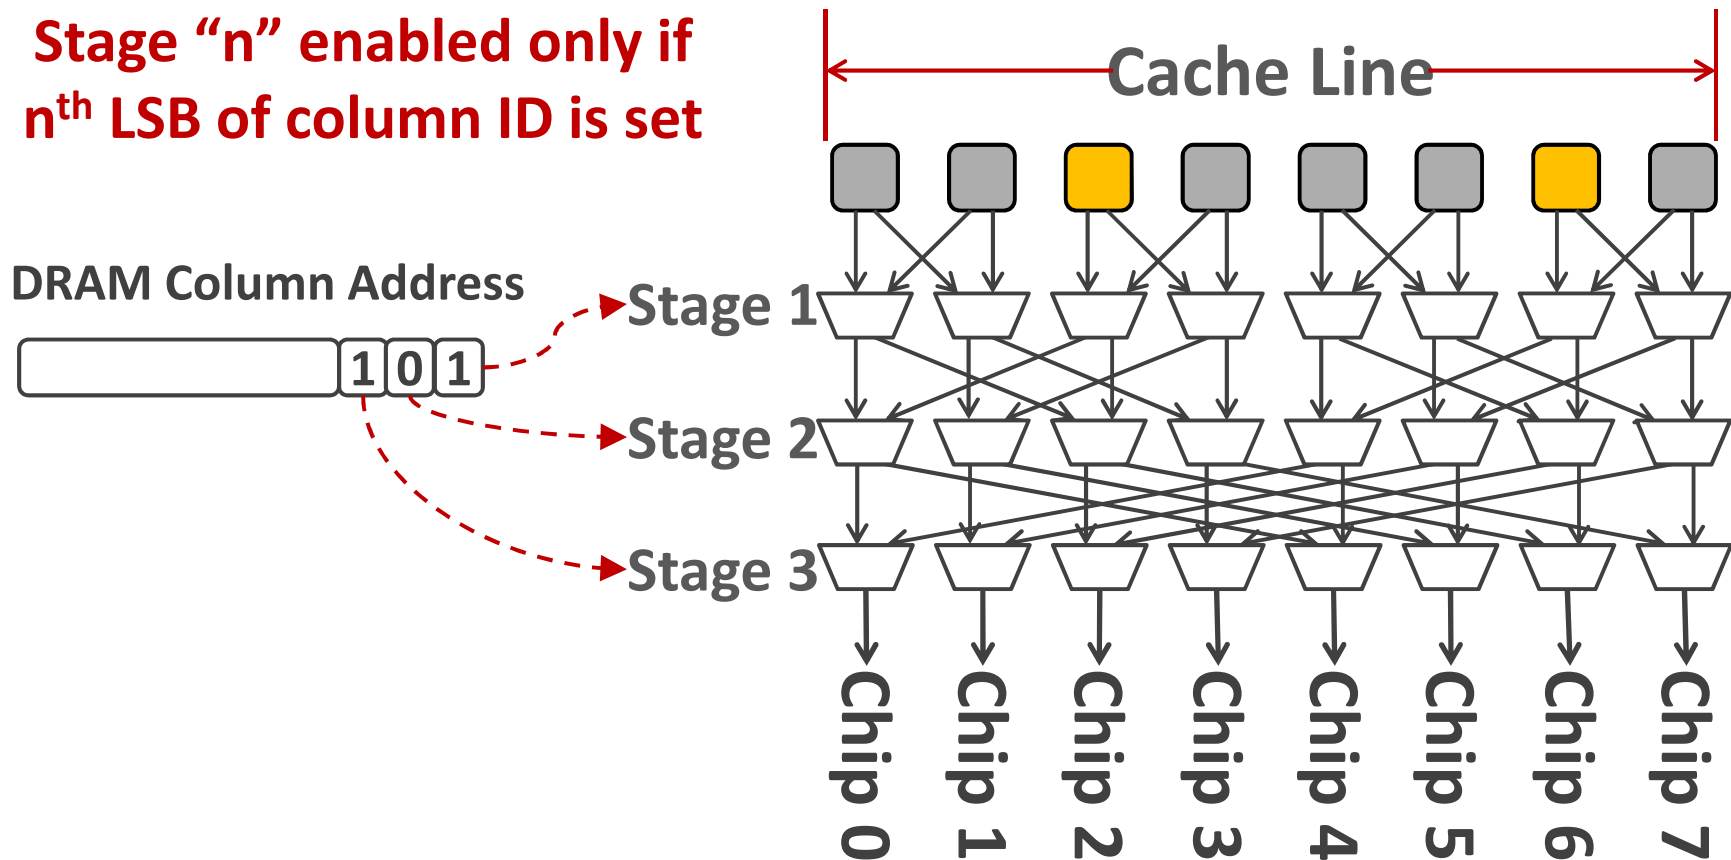 Stage “n” enabled only if
nth LSB of column ID is set
Cache Line
DRAM Column Address
1 0 1
Stage 1
Stage 2
Stage 3
Chip 0
Chip 1
Chip 2
Chip 3
Chip 4
Chip 5
Chip 6
Chip 7